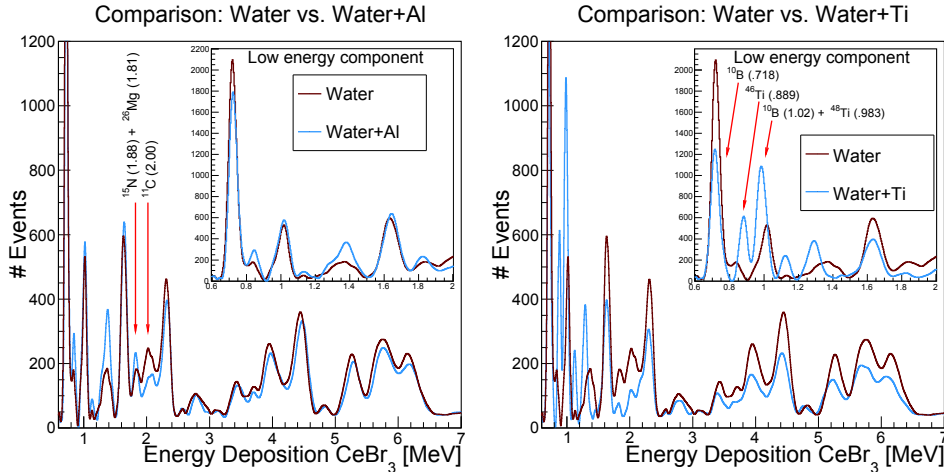 Comparison: Water vs. Water+Al
# Events
1200
1000
800
600
400
200
0
1 2 3 4 5 6 7
Energy Deposition CeBr3 [MeV]
15N (1.88) + 26Mg (1.81)
11C (2.00)
Low energy component
2000
1800
1600
1400
1200
1000
800
600
400
200
0
0.6 0.8 1 1.2 1.4 1.6 1.8 2
Water
Water+Al
Comparison: Water vs. Water+Ti
# Events
1200
1000
800
600
400
200
0
1 2 3 4 5 6 7
Energy Deposition CeBr3 [MeV]
Low energy component
2000
1800
1600
1400
1200
1000
800
600
400
200
0
0.6 0.8 1 1.2 1.4 1.6 1.8 2
10B (.718)
46Ti (.889)
10B (1.02) + 48Ti (.983)
Water
Water+Ti